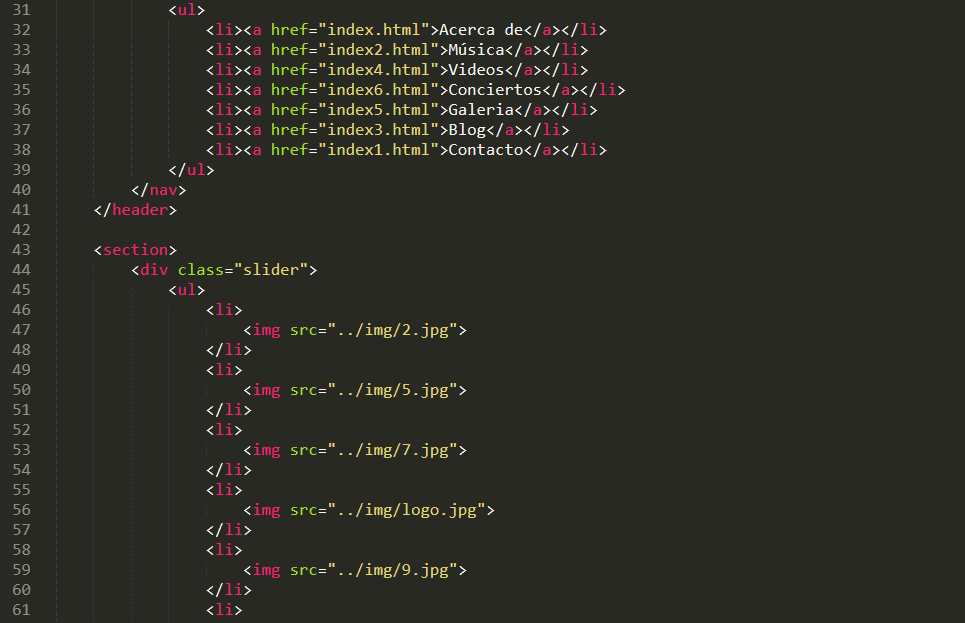 31 <ul>
32 <li><a href="index.html">Acerca de</a></li>
33 <li><a href="index2.html">Música</a></li>
34 <li><a href="index4.html">Videos</a></li>
35 <li><a href="index6.html">Conciertos</a></li>
36 <li><a href="index5.html">Galeria</a></li>
37 <li><a href="index3.html">Blog</a></li>
38 <li><a href="index1.html">Contacto</a></li>
39 </ul>
40 </nav>
41 </header>
42
43 <section>
44 <div class="slider">
45 <ul>
46 <li>
47 <img src="../img/2.jpg">
48 </li>
49 <li>
50 <img src="../img/5.jpg">
51 </li>
52 <li>
53 <img src="../img/7.jpg">
54 </li>
55 <li>
56 <img src="../img/logo.jpg">
57 </li>
58 <li>
59 <img src="../img/9.jpg">
60 </li>
61 <li>